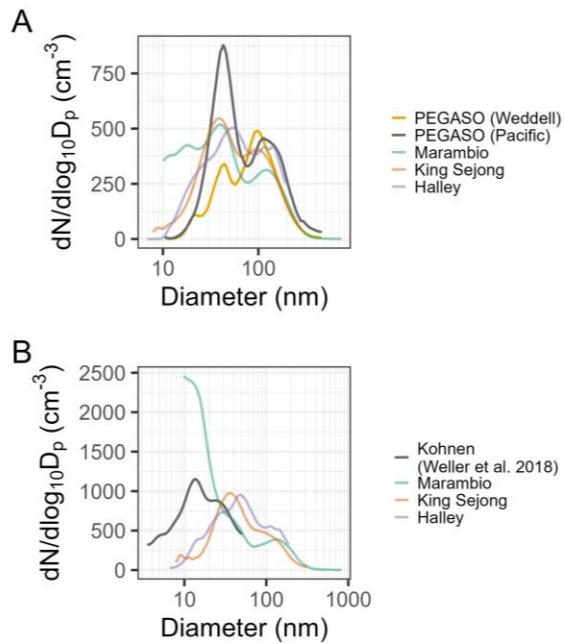 A
dN/dlog₁₀Dₚ (cm⁻³)
750
500
250
0
10
100
Diameter (nm)
PEGASO (Weddell)
PEGASO (Pacific)
Marambio
King Sejong
Halley
B
dN/dlog₁₀Dₚ (cm⁻³)
2500
2000
1500
1000
500
0
10
100
1000
Diameter (nm)
Kohnen
(Weller et al. 2018)
Marambio
King Sejong
Halley